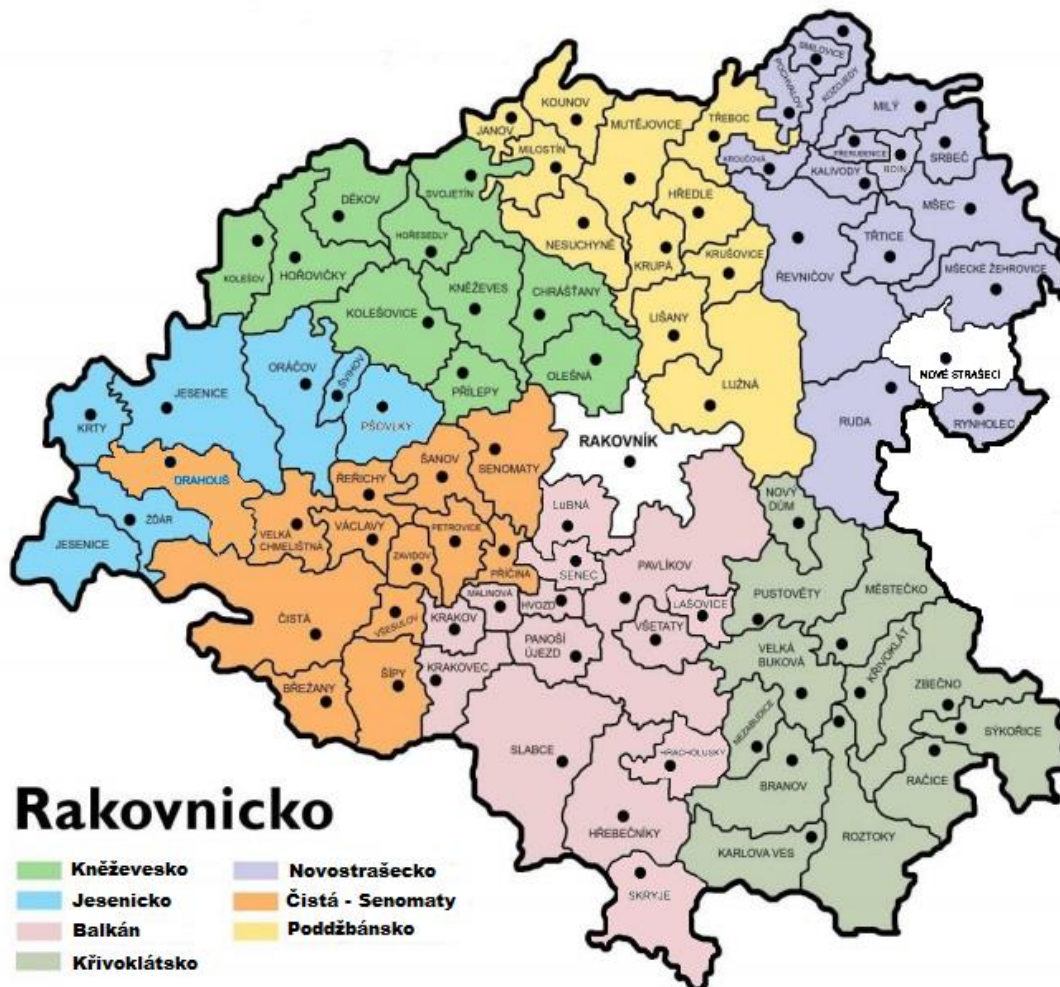 SMILOVICE
POCHVALOV
KOZOJEDY
KOUNOV
MUTĚJOVICE
TŘEBOC
MILÝ
JANOV
MILOSTÍN
KROUČOVÁ
PŘERUBENICE
SRBEČ
SVOJETÍN
KALIVODY
DĚKOV
HŘEDLE
MŠEC
HOŘESEDLY
NESUCHYNĚ
KRUPÁ
KRUŠOVICE
TŘTICE
KOLEŠOV
HOŘOVIČKY
ŘEVNIČOV
MŠECKÉ ŽEHROVICE
KNĚŽEVES
CHRÁŠŤANY
KOLEŠOVICE
LIŠANY
JESENICE
ORÁČOV
ŠVIHOV
PŘÍLEPY
OLEŠNÁ
LUŽNÁ
NOVÉ STRAŠECÍ
KRTY
PŠOVLKY
RUDA
RYNHOLEC
RAKOVNÍK
ŠANOV
SENOMATY
DRAHOUŠ
ŘEŘICHY
NOVÝ
DŮM
LuBNÁ
ŽĎÁR
VELKÁ
CHMELIŠTNÁ
VÁCLAVY
PETROVICE
JESENICE
ZAVIDOV
PŘÍČINA
SENEC
PAVLÍKOV
MĚSTEČKO
MALINOVÁ
HVOZD
LAŠOVICE
PUSTOVĚTY
ČISTÁ
VŠESULOV
KRAKOV
PANOŠÍ
ÚJEZD
VŠETATY
VELKÁ
BUKOVÁ
KŘIVOKLÁT
BŘEŽANY
ŠÍPY
KRAKOVEC
ZBEČNO
NEZABUDICE
SÝKOŘICE
SLABCE
HRACHOLUSKY
BRANOV
RAČICE
HŘEBEČNÍKY
KARLOVA VES
ROZTOKY
SKRYJE
Rakovnicko
Kněževesko
Novostrašecko
Jesenicko
Čistá - Senomaty
Balkán
Poddžbánsko
Křivoklátsko